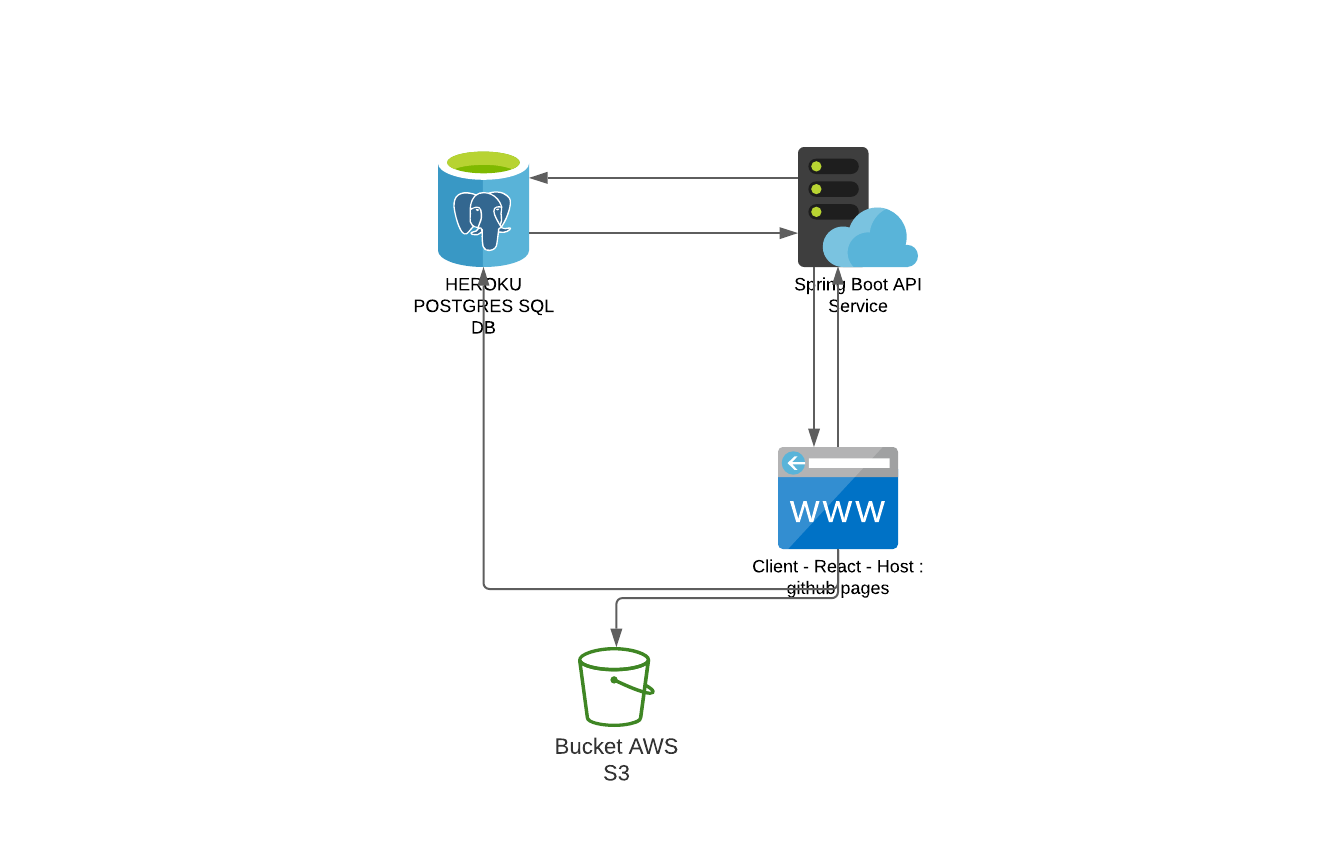 HEROKU
POSTGRES SQL
DB
Spring Boot API
Service
WWW
Client - React - Host :
github pages
Bucket AWS
S3